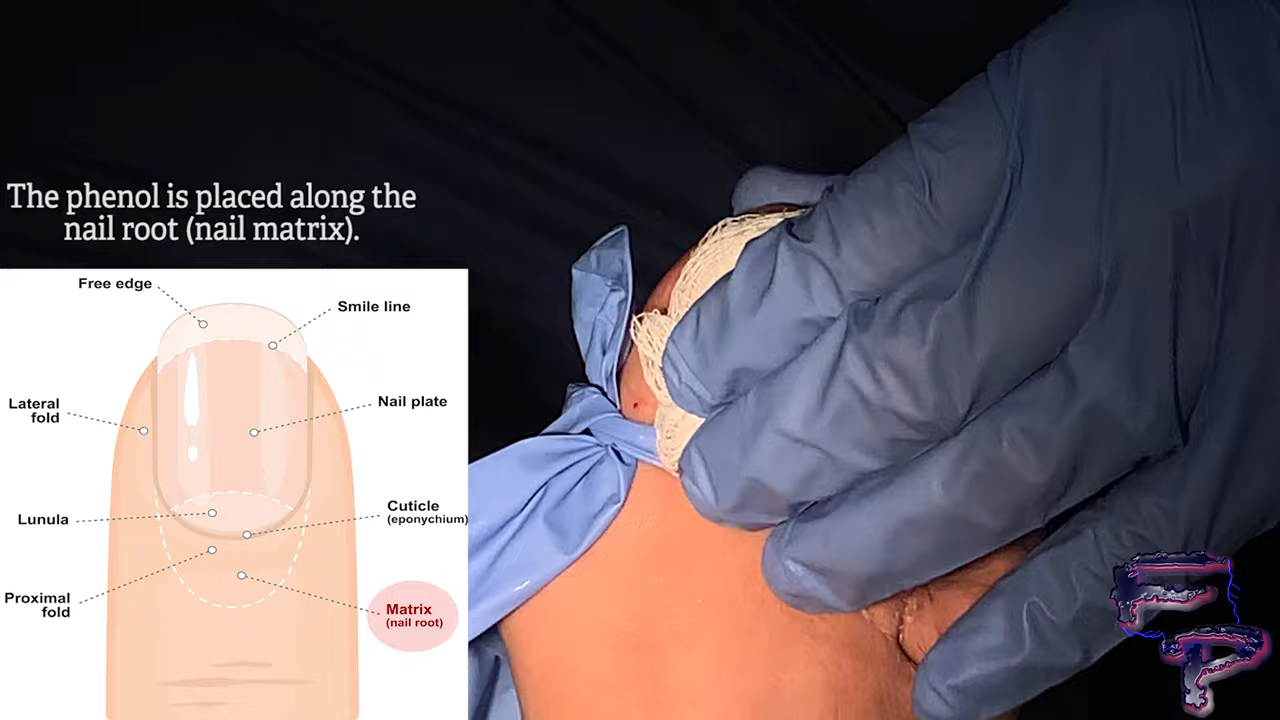 The phenol is placed along the
nail root (nail matrix).
Free edge
Smile line
Lateral
fold
Nail plate
Lunula
Cuticle
(eponychium)
Proximal
fold
Matrix
(nail root)
FP